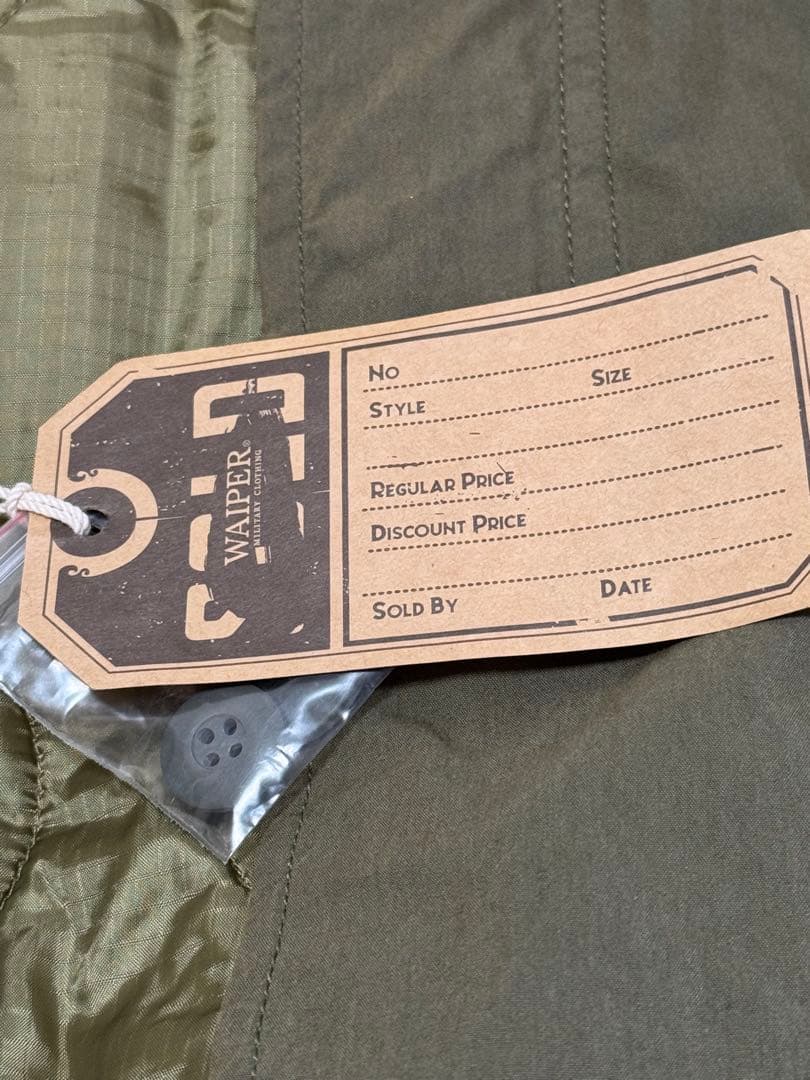 WAIPER®
MILITARY CLOTHING
No
Size
Style
Regular Price
Discount Price
Sold By
Date